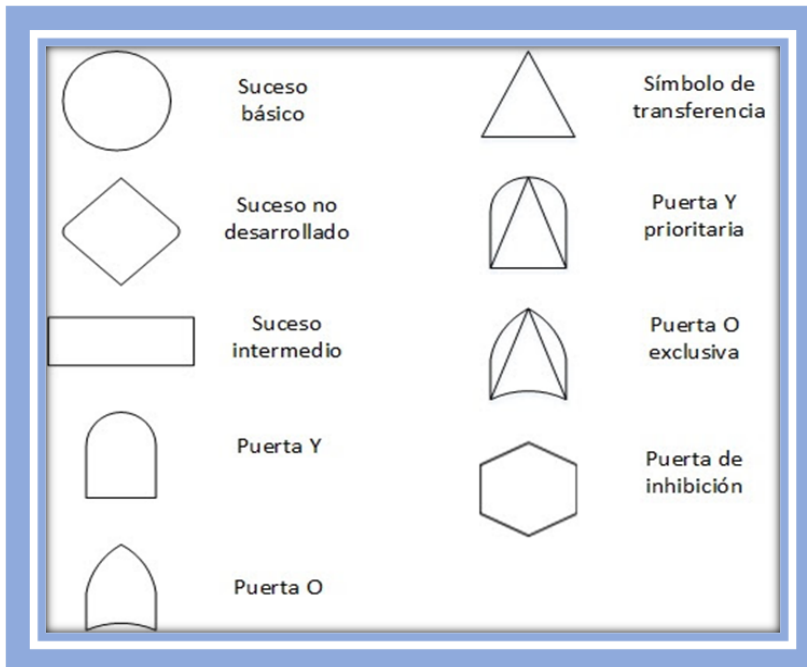 Suceso
básico
Suceso no
desarrollado
Suceso
intermedio
Puerta Y
Puerta O
Símbolo de
transferencia
Puerta Y
prioritaria
Puerta O
exclusiva
Puerta de
inhibición